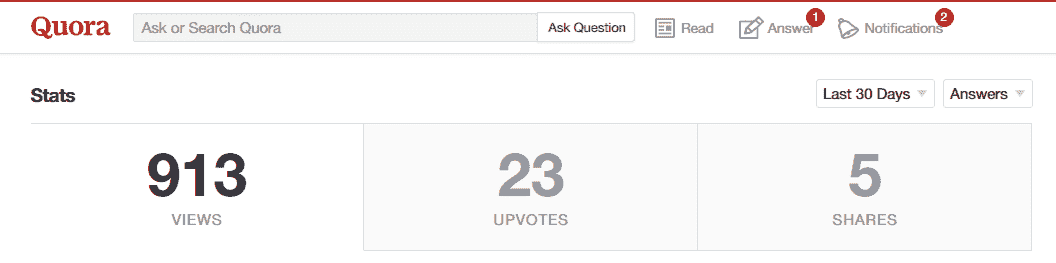 Quora Ask or Search Quora Ask Question Read Answer 1 Notifications 2
Stats Last 30 Days Answers
913 23 5
VIEWS UPVOTES SHARES